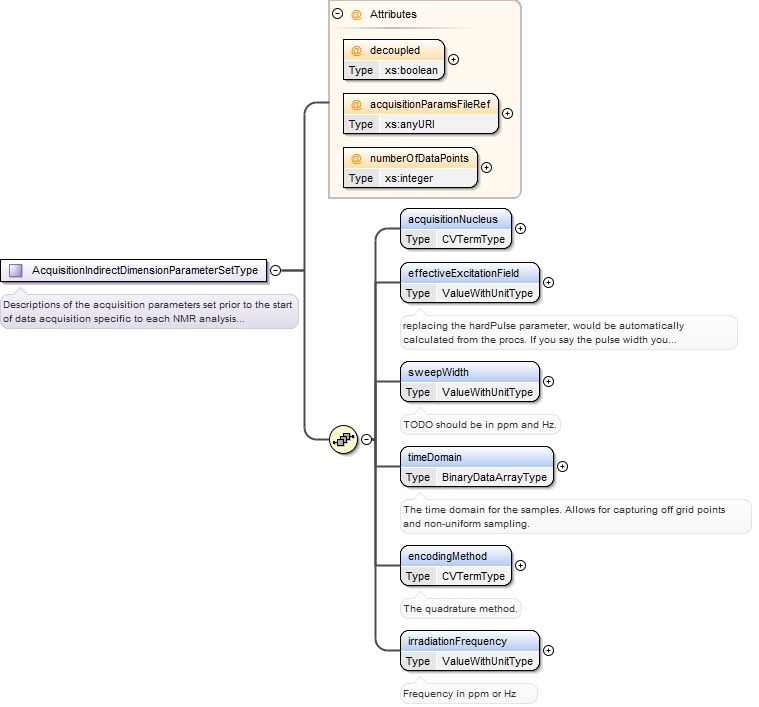 @ Attributes
@ decoupled
Type xs:boolean
@ acquisitionParamsFileRef
Type xs:anyURI
@ numberOfDataPoints
Type xs:integer
AcquisitionIndirectDimensionParameterSetType
Descriptions of the acquisition parameters set prior to the start
of data acquisition specific to each NMR analysis...
acquisitionNucleus
Type CVTermType
effectiveExcitationField
Type ValueWithUnitType
replacing the hardPulse parameter, would be automatically
calculated from the procs. If you say the pulse width you...
sweepWidth
Type ValueWithUnitType
TODO should be in ppm and Hz.
timeDomain
Type BinaryDataArrayType
The time domain for the samples. Allows for capturing off grid points
and non-uniform sampling.
encodingMethod
Type CVTermType
The quadrature method.
irradiationFrequency
Type ValueWithUnitType
Frequency in ppm or Hz